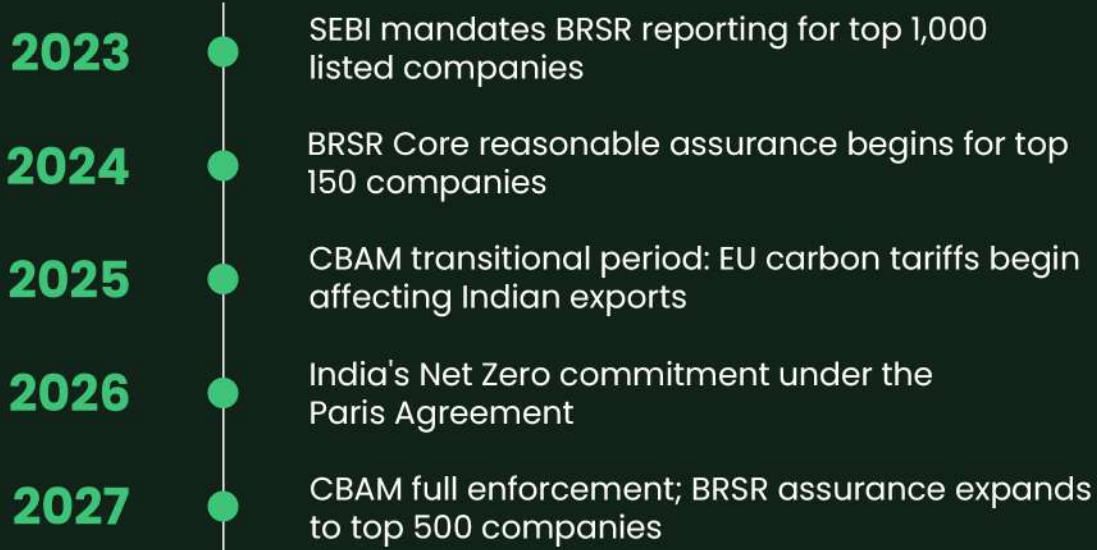 2023
SEBI mandates BRSR reporting for top 1,000
listed companies
2024
BRSR Core reasonable assurance begins for top
150 companies
2025
CBAM transitional period: EU carbon tariffs begin
affecting Indian exports
2026
India's Net Zero commitment under the
Paris Agreement
2027
CBAM full enforcement; BRSR assurance expands
to top 500 companies